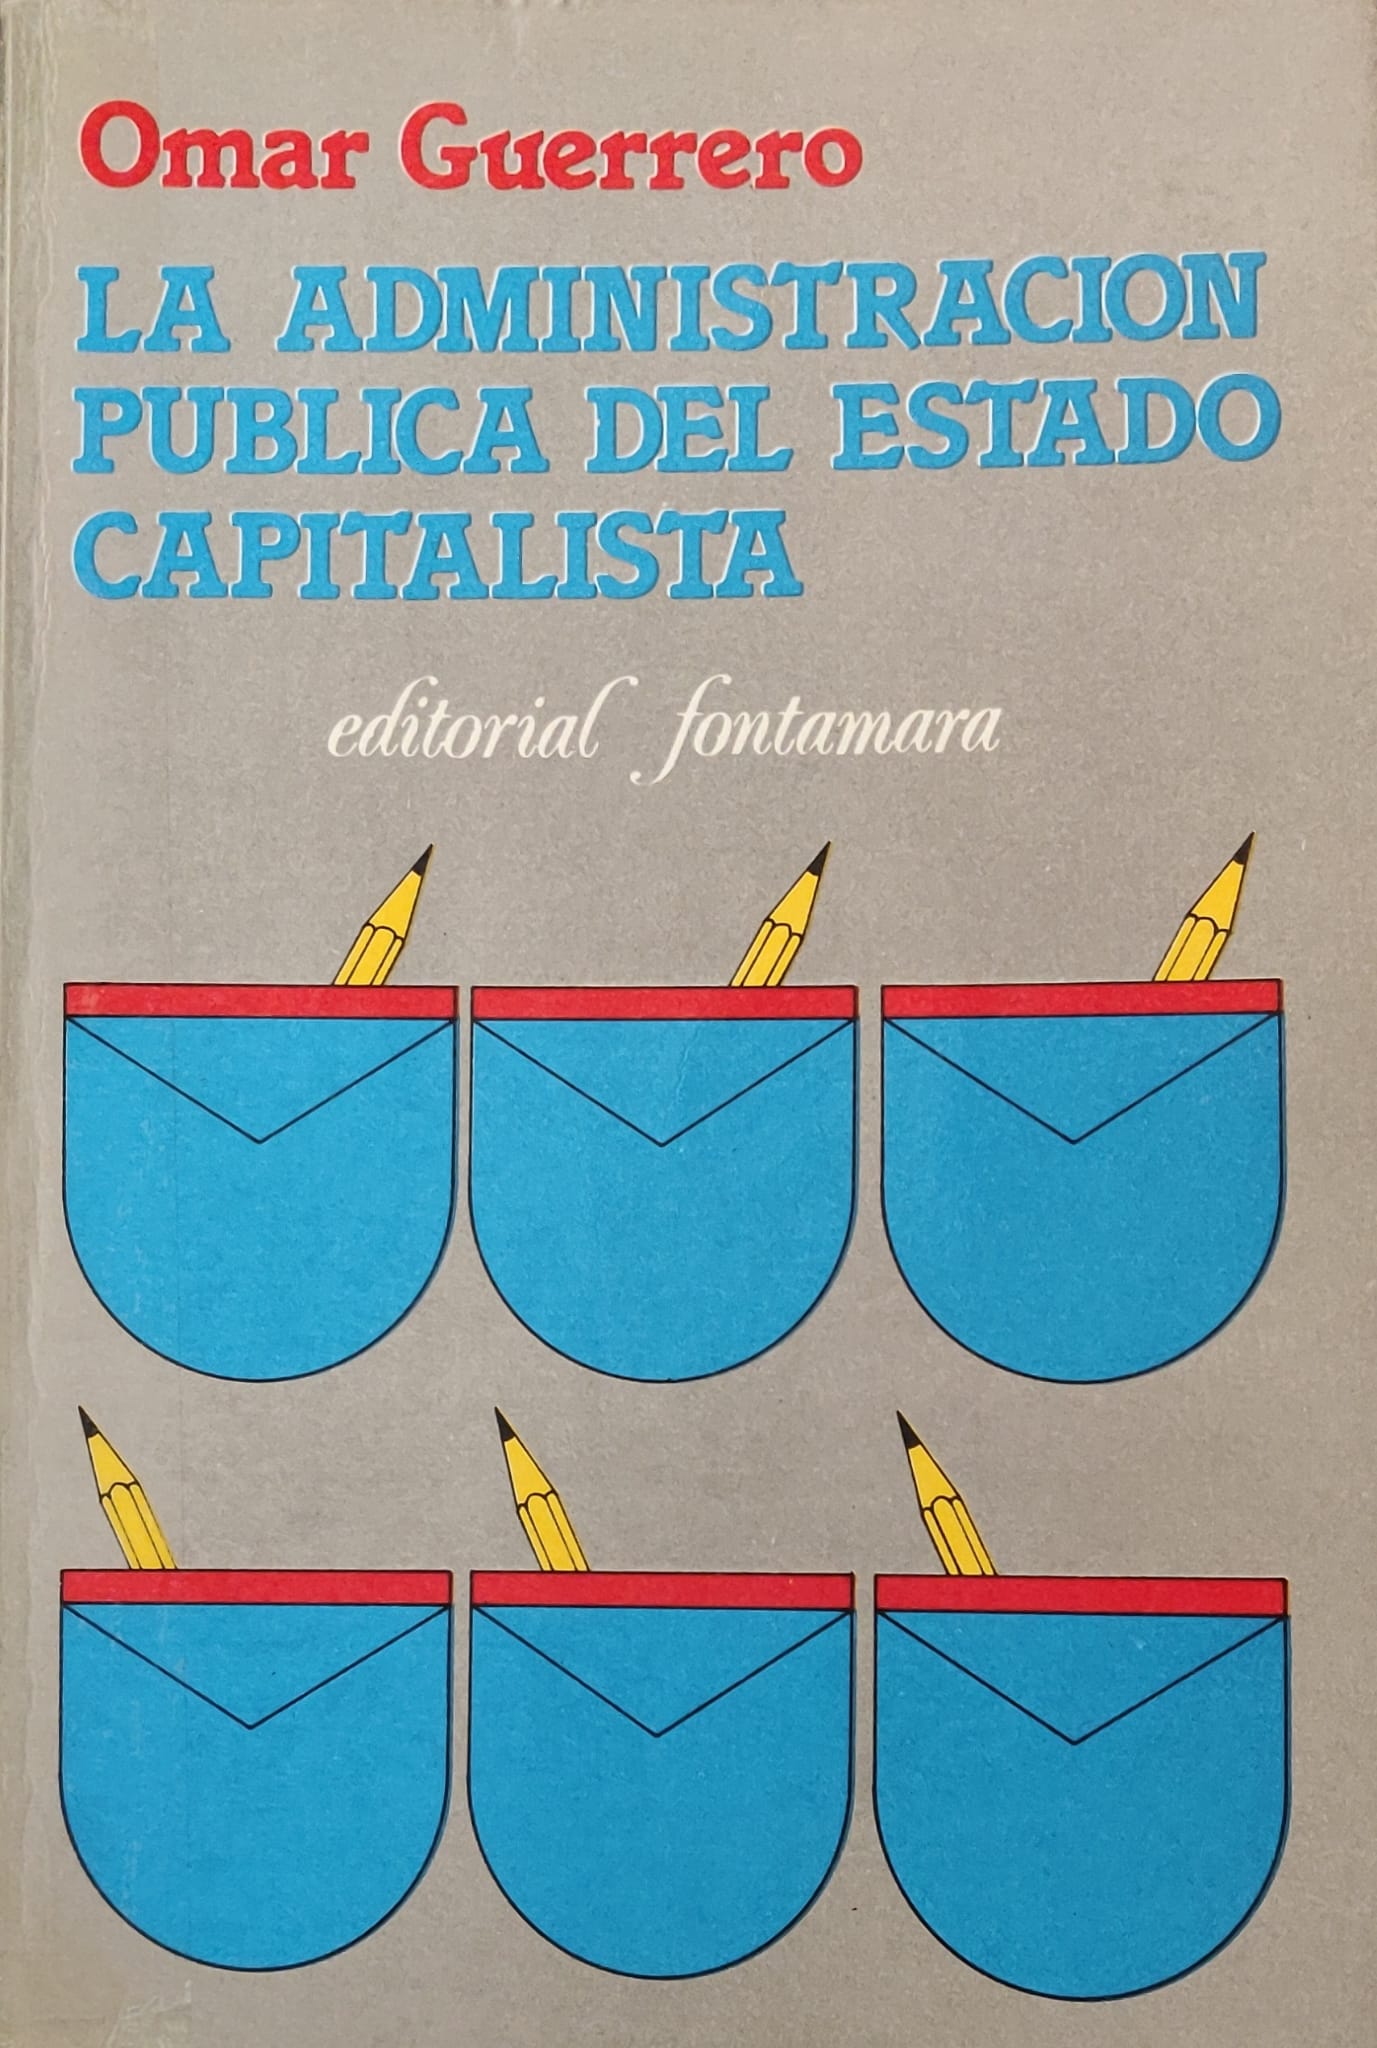 Omar Guerrero
LA ADMINISTRACION
PUBLICA DEL ESTADO
CAPITALISTA
editorial fontamara